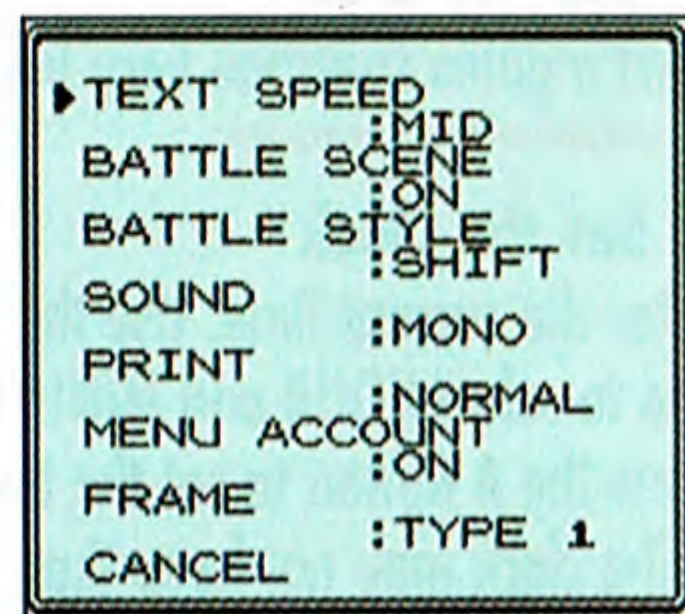 ▶TEXT SPEED
:MID
BATTLE SCENE
:ON
BATTLE STYLE
:SHIFT
SOUND
:MONO
PRINT
:NORMAL
MENU ACCOUNT
:ON
FRAME
:TYPE 1
CANCEL